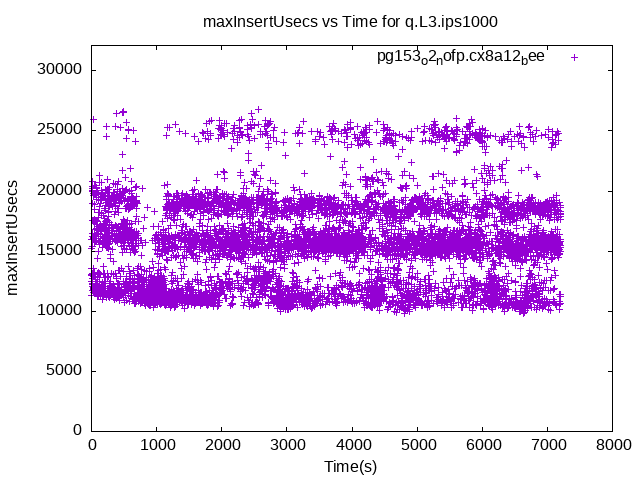 maxInsertUsecs vs Time for q.L3.ips1000
pg153o2nofp.cx8a12bee
30000
25000
20000
15000
10000
5000
0
maxInsertUsecs
0 1000 2000 3000 4000 5000 6000 7000 8000
Time(s)